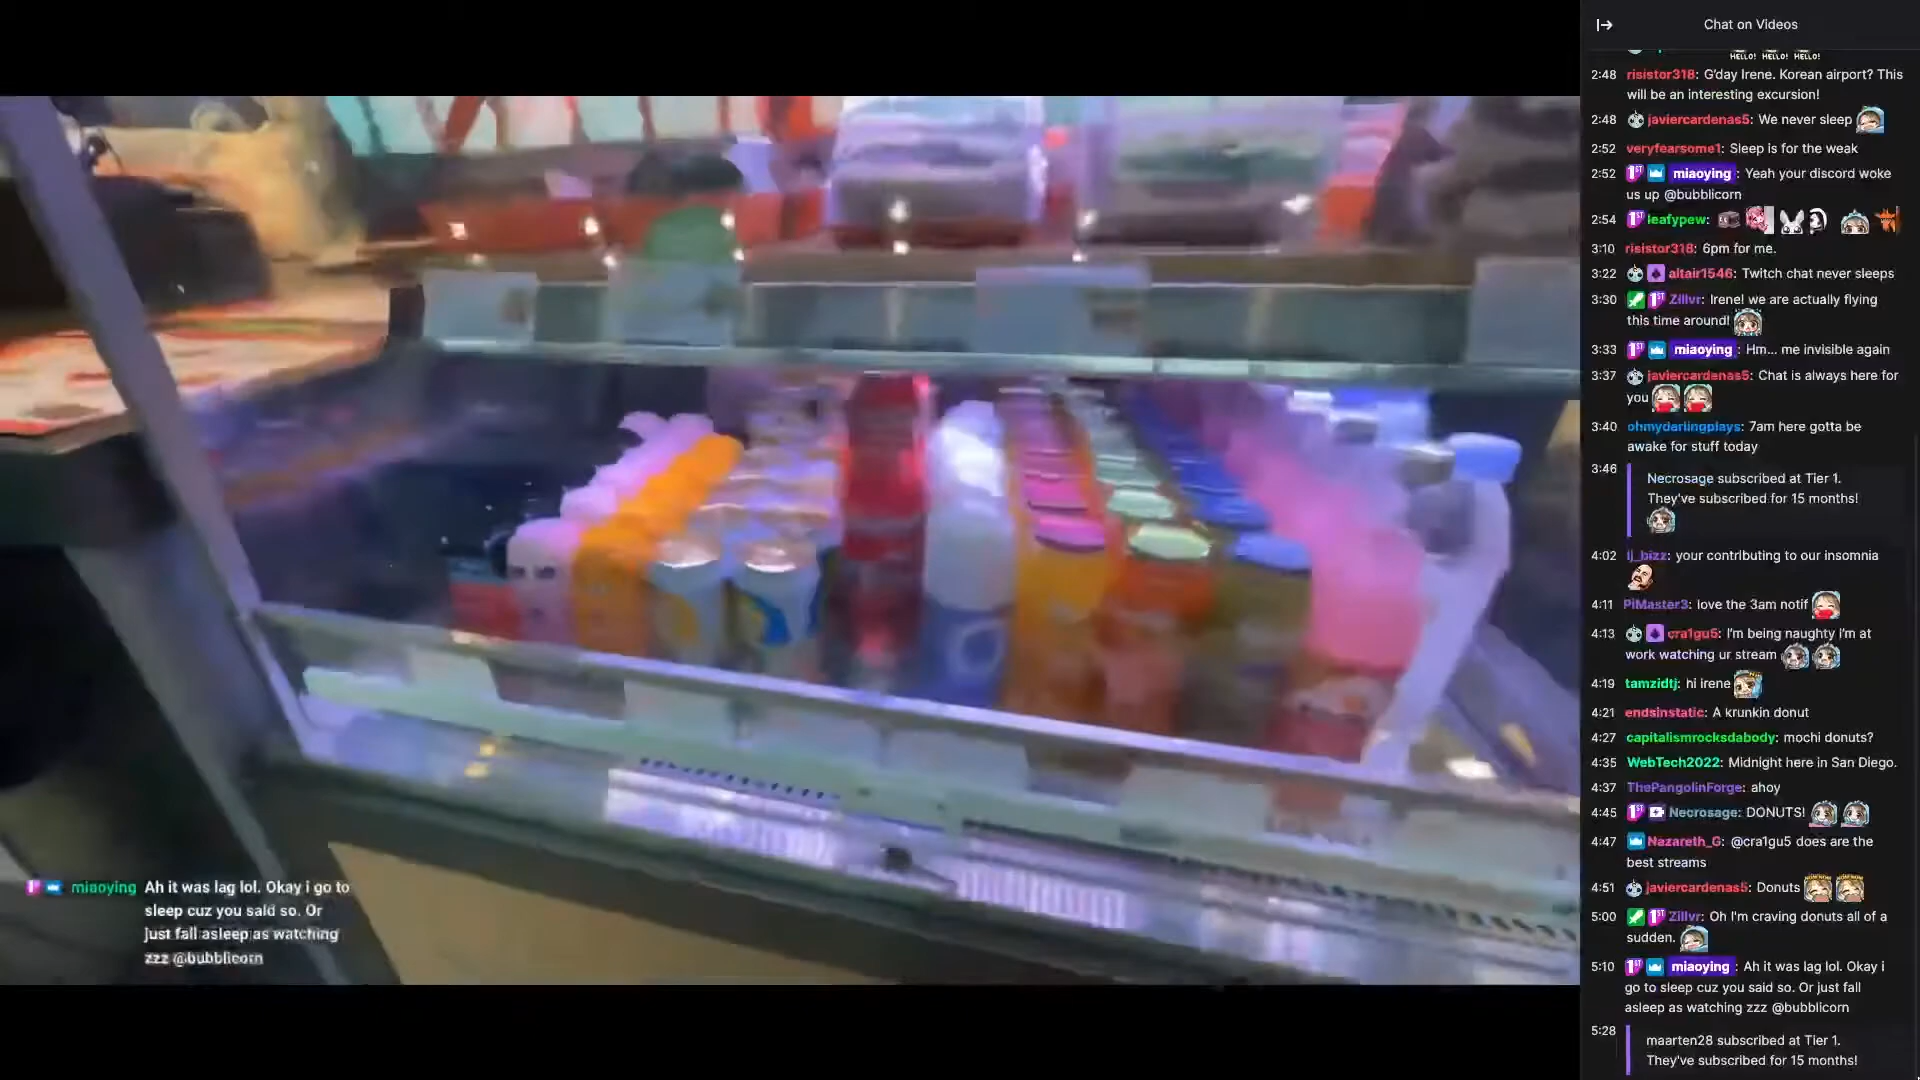 Chat on Videos
HELLO! HELLO! HELLO!
2:48 risistor318: G'day Irene. Korean airport? This
will be an interesting excursion!
2:48 javiercardenas5: We never sleep
2:52 veryfearsome1: Sleep is for the weak
2:52 1ST miaoying: Yeah your discord woke
us up @bubblicorn
2:54 1ST leafypew:
3:10 risistor318: 6pm for me.
3:22 altair1546: Twitch chat never sleeps
3:30 1ST Zillvr: Irene! we are actually flying
this time around!
3:33 1ST miaoying: Hm... me invisible again
3:37 javiercardenas5: Chat is always here for
you
3:40 ohmydarlingplays: 7am here gotta be
awake for stuff today
3:46
Necrosage subscribed at Tier 1.
They've subscribed for 15 months!
4:02 lj_bizz: your contributing to our insomnia
4:11 PiMaster3: love the 3am notif
4:13 cra1gu5: I'm being naughty i'm at
work watching ur stream
4:19 tamzidtj: hi irene
4:21 endsinstatic: A krunkin donut
4:27 capitalismrocksdabody: mochi donuts?
4:35 WebTech2022: Midnight here in San Diego.
4:37 ThePangolinForge: ahoy
4:45 1ST Necrosage: DONUTS!
4:47 Nazareth_G: @cra1gu5 does are the
best streams
4:51 javiercardenas5: Donuts
5:00 1ST Zillvr: Oh I'm craving donuts all of a
sudden.
5:10 1ST miaoying: Ah it was lag lol. Okay i
go to sleep cuz you said so. Or just fall
asleep as watching zzz @bubblicorn
5:28
maarten28 subscribed at Tier 1.
They've subscribed for 15 months!
miaoying Ah it was lag lol. Okay i go to
sleep cuz you said so. Or
just fall asleep as watching
zzz @bubblicorn